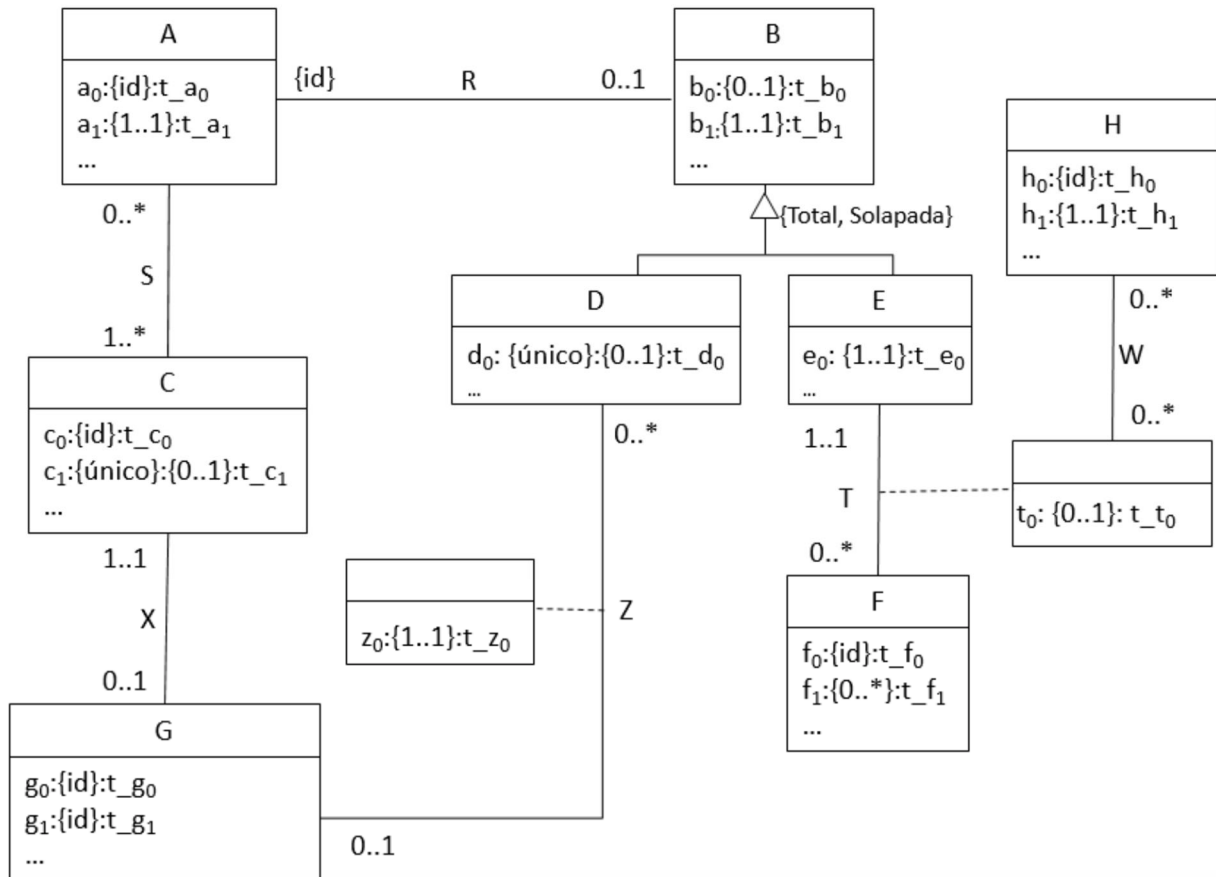 A
a₀:{id}:t_a₀
a₁:{1..1}:t_a₁
...
{id}
R
0..1
B
b₀:{0..1}:t_b₀
b₁:{1..1}:t_b₁
...
{Total, Solapada}
H
h₀:{id}:t_h₀
h₁:{1..1}:t_h₁
...
0..*
S
1..*
D
d₀: {único}:{0..1}:t_d₀
...
E
e₀: {1..1}:t_e₀
...
0..*
W
0..*
C
c₀:{id}:t_c₀
c₁:{único}:{0..1}:t_c₁
...
0..*
1..1
T
0..*
t₀: {0..1}: t_t₀
1..1
X
0..1
z₀:{1..1}:t_z₀
Z
F
f₀:{id}:t_f₀
f₁:{0..*}:t_f₁
...
G
g₀:{id}:t_g₀
g₁:{id}:t_g₁
...
0..1